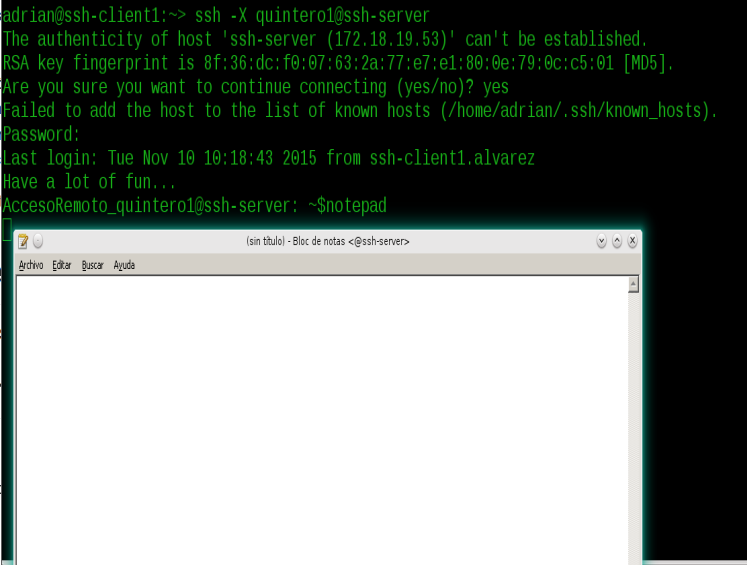 adrian@ssh-client1:~> ssh -X quintero1@ssh-server
The authenticity of host 'ssh-server (172.18.19.53)' can't be established.
RSA key fingerprint is 8f:36:dc:f0:07:63:2a:77:e7:e1:80:0e:79:0c:c5:01 [MD5].
Are you sure you want to continue connecting (yes/no)? yes
Failed to add the host to the list of known hosts (/home/adrian/.ssh/known_hosts).
Password:
Last login: Tue Nov 10 10:18:43 2015 from ssh-client1.alvarez
Have a lot of fun...
AccesoRemoto_quintero1@ssh-server: ~$notepad
(sin título) - Bloc de notas <@ssh-server>
Archivo Editar Buscar Ayuda